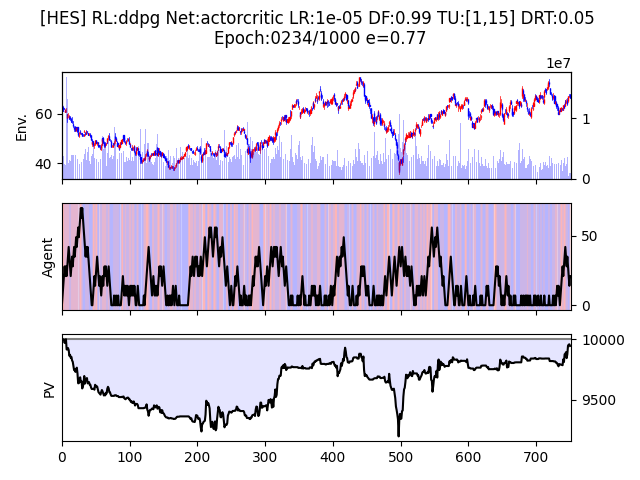 [HES] RL:ddpg Net:actorcritic LR:1e-05 DF:0.99 TU:[1,15] DRT:0.05
Epoch:0234/1000 e=0.77
1e7
Env.
60
40
1
0
Agent
50
0
PV
10000
9500
0 100 200 300 400 500 600 700